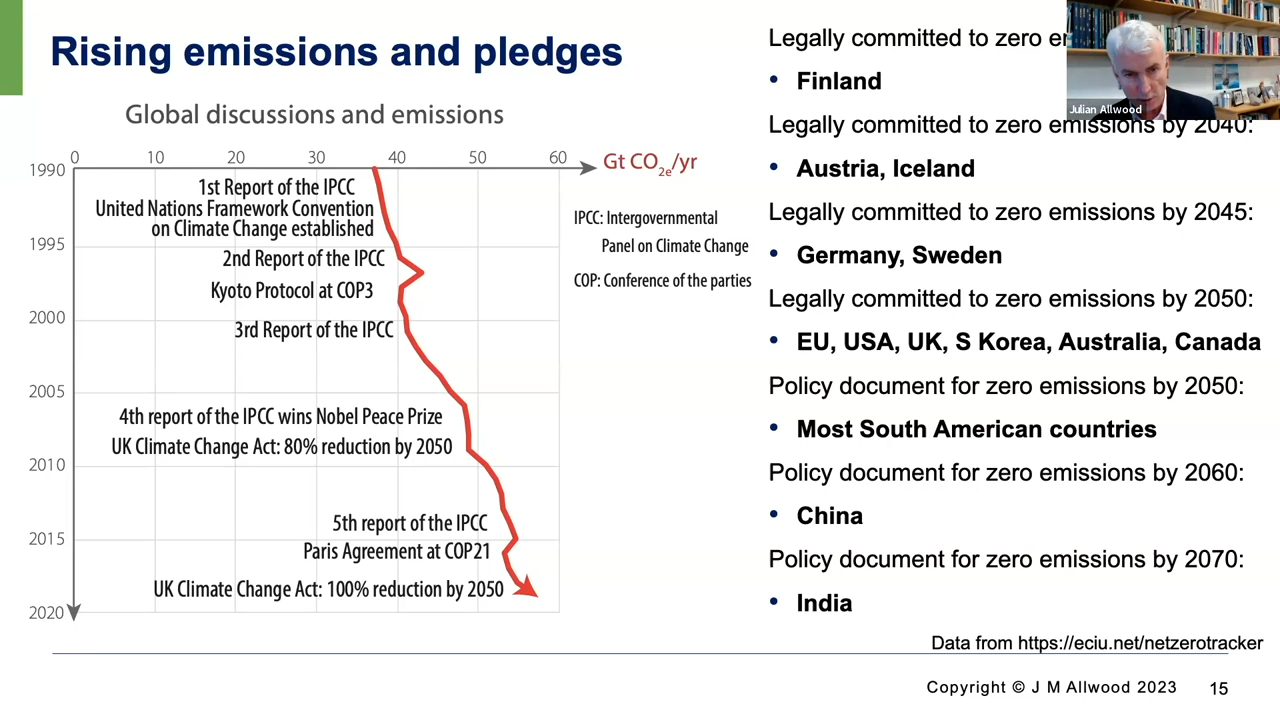 Rising emissions and pledges
Global discussions and emissions
0 10 20 30 40 50 60
Gt CO2e/yr
1990
1995
2000
2005
2010
2015
2020
1st Report of the IPCC
United Nations Framework Convention
on Climate Change established
2nd Report of the IPCC
Kyoto Protocol at COP3
3rd Report of the IPCC
4th report of the IPCC wins Nobel Peace Prize
UK Climate Change Act: 80% reduction by 2050
5th report of the IPCC
Paris Agreement at COP21
UK Climate Change Act: 100% reduction by 2050
IPCC: Intergovernmental
Panel on Climate Change
COP: Conference of the parties
Legally committed to zero
• Finland
Legally committed to zero emissions by 2040:
• Austria, Iceland
Legally committed to zero emissions by 2045:
• Germany, Sweden
Legally committed to zero emissions by 2050:
• EU, USA, UK, S Korea, Australia, Canada
Policy document for zero emissions by 2050:
• Most South American countries
Policy document for zero emissions by 2060:
• China
Policy document for zero emissions by 2070:
• India
Data from https://eciu.net/netzerotracker
Copyright © J M Allwood 2023
15
Julian Allwood